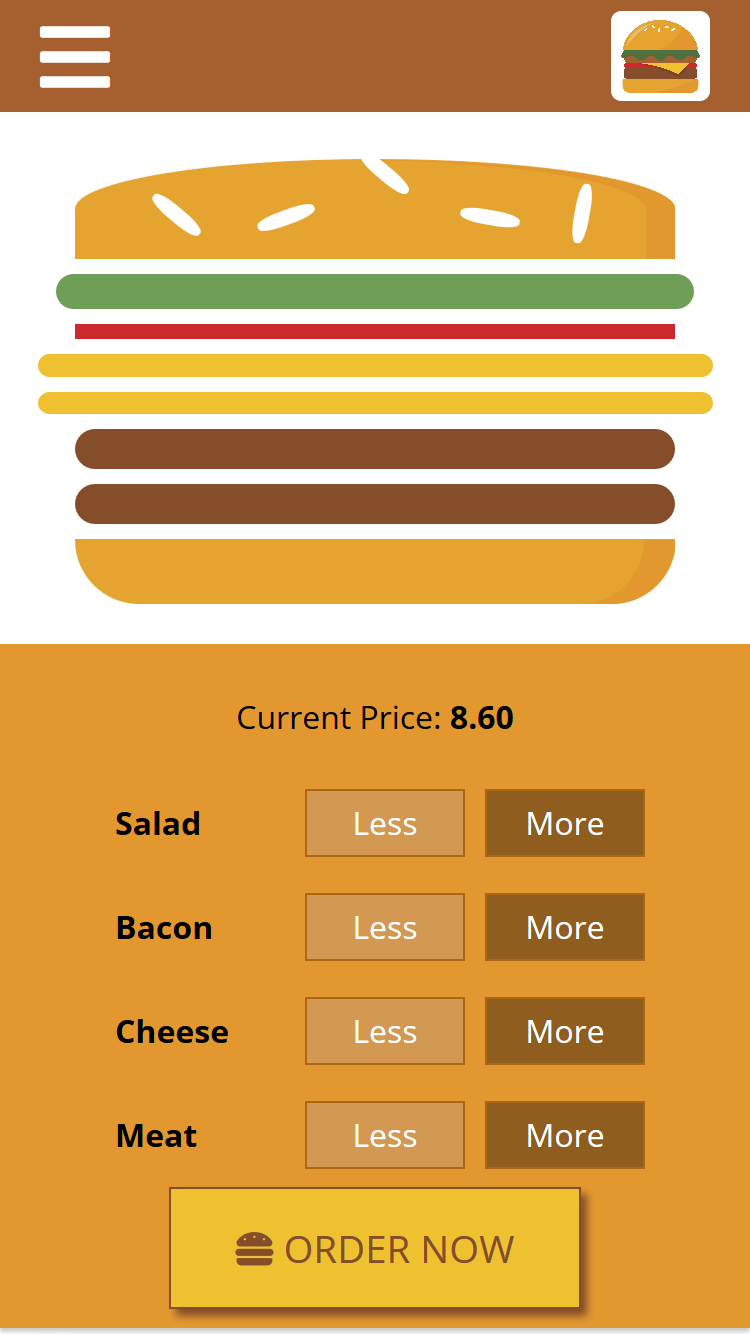 Current Price: 8.60
Salad Less More
Bacon Less More
Cheese Less More
Meat Less More
ORDER NOW